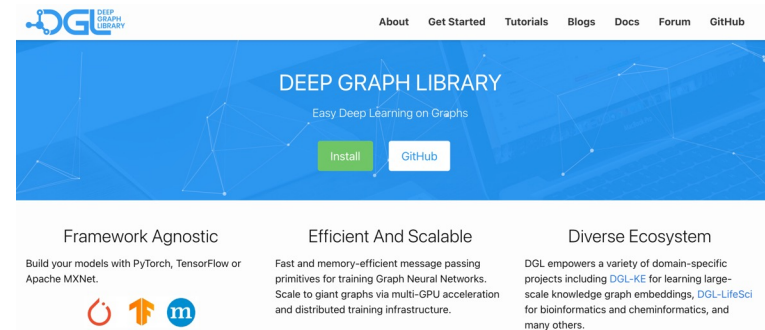 DGL DEEP
GRAPH
LIBRARY
About Get Started Tutorials Blogs Docs Forum GitHub
DEEP GRAPH LIBRARY
Easy Deep Learning on Graphs
Install GitHub
Framework Agnostic
Build your models with PyTorch, TensorFlow or
Apache MXNet.
m
Efficient And Scalable
Fast and memory-efficient message passing
primitives for training Graph Neural Networks.
Scale to giant graphs via multi-GPU acceleration
and distributed training infrastructure.
Diverse Ecosystem
DGL empowers a variety of domain-specific
projects including DGL-KE for learning large-
scale knowledge graph embeddings, DGL-LifeSci
for bioinformatics and cheminformatics, and
many others.